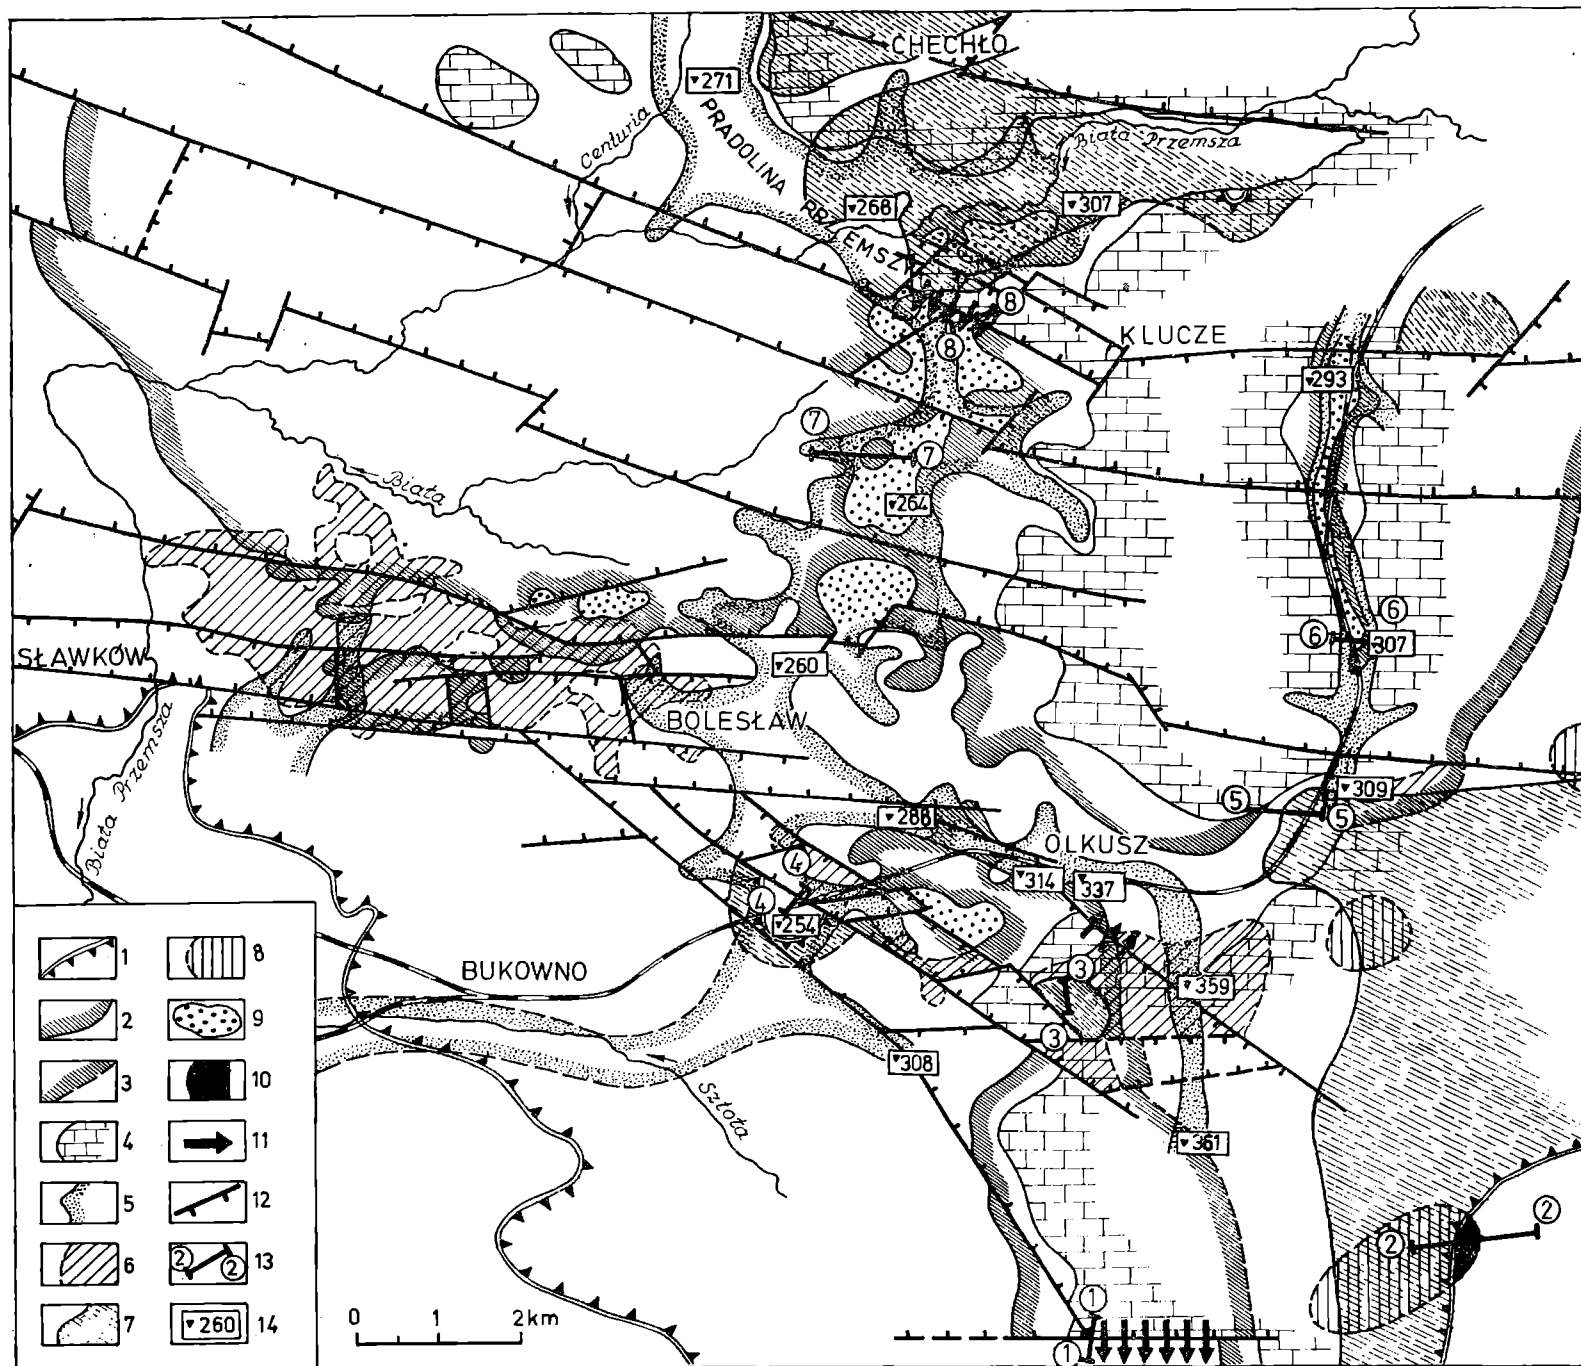 CHECHŁO
▾271
PRADOLINA
PRZEMSZY
Centuria
Biała Przemsza
▾268
▾307
8
8
KLUCZE
▾293
7
7
▾264
Biała
6
6
▾307
SŁAWKÓW
▾260
BOLESŁAW
Biała Przemsza
▾309
5
5
▾288
OLKUSZ
4
4
▾314
▾337
▾254
BUKOWNO
3
3
▾359
▾308
Sztoła
▾361
2
2
1
1
0 1 2km
1
2
3
4
5
6
7
8
9
10
11
12
2 2 13
▾260 14